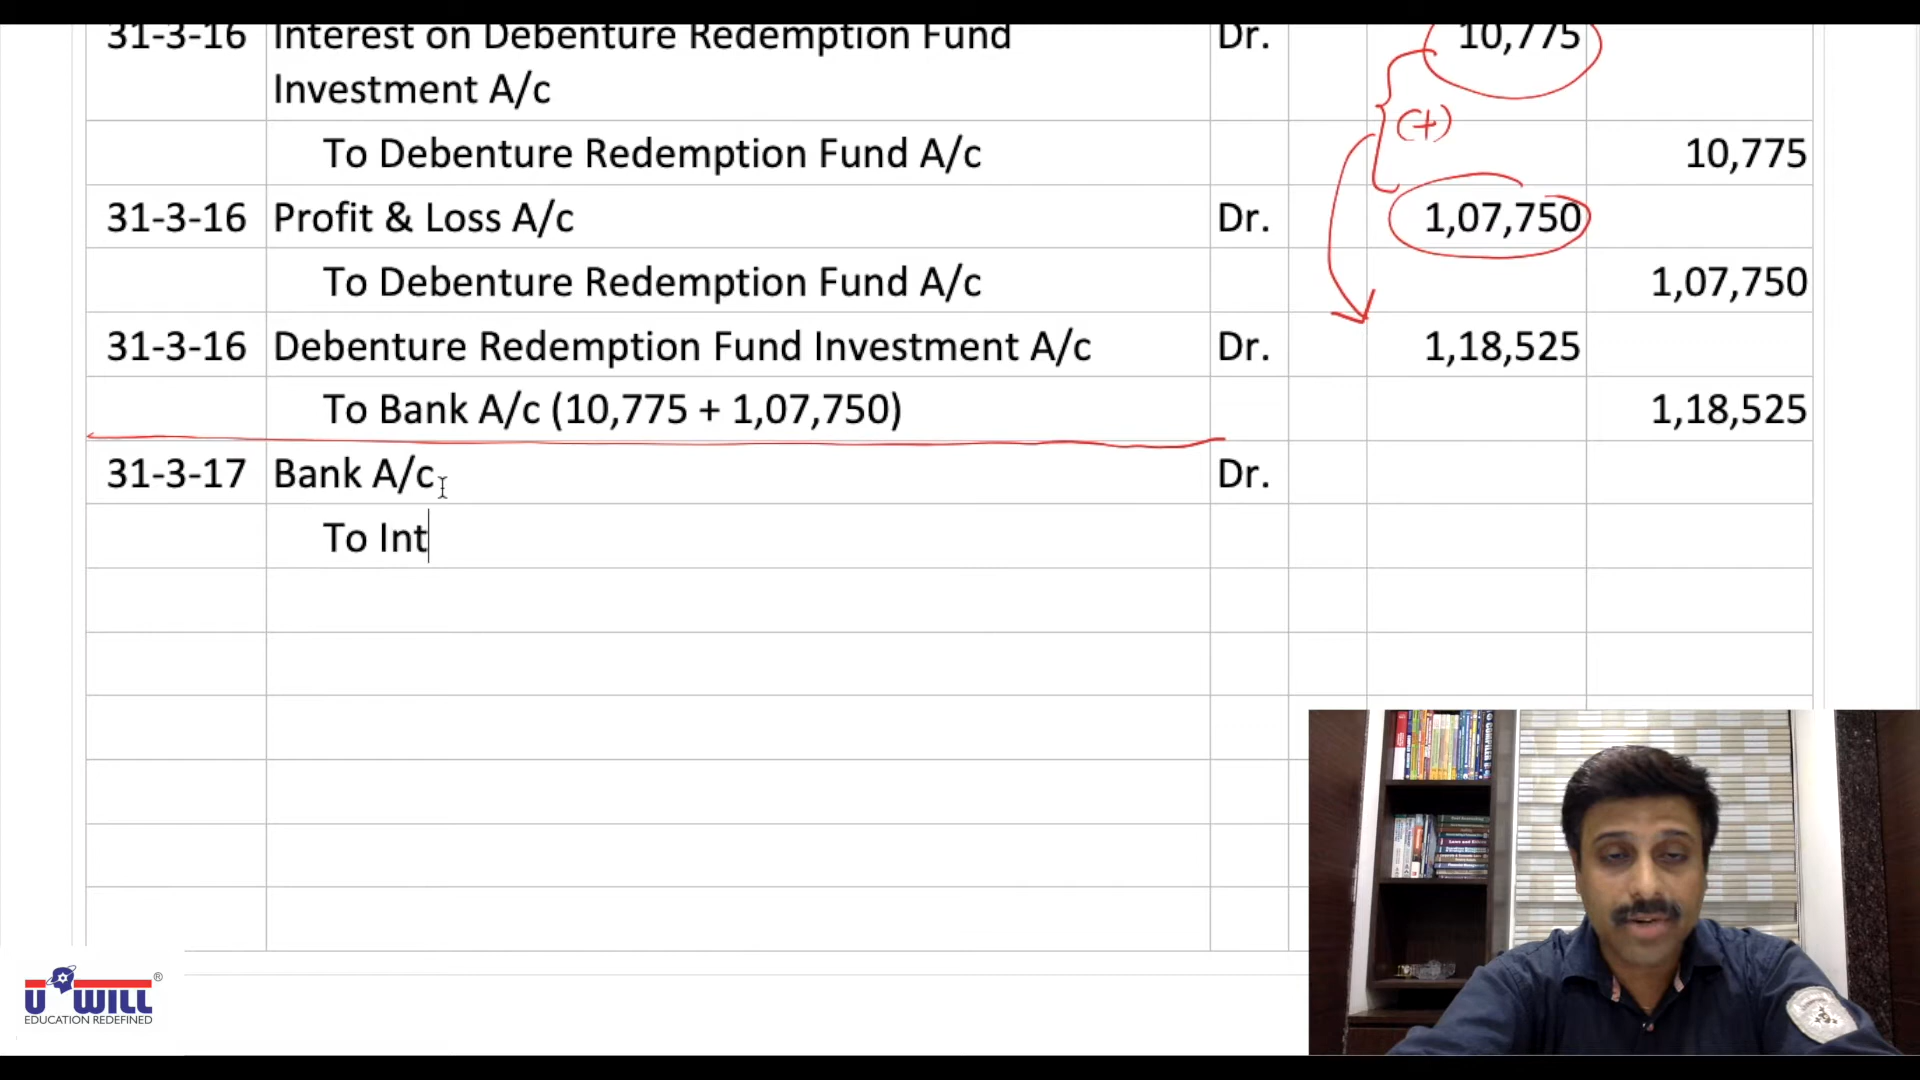 31-3-16 Interest on Debenture Redemption Fund Dr. 10,775
Investment A/c
(+)
To Debenture Redemption Fund A/c 10,775
31-3-16 Profit & Loss A/c Dr. 1,07,750
To Debenture Redemption Fund A/c 1,07,750
31-3-16 Debenture Redemption Fund Investment A/c Dr. 1,18,525
To Bank A/c (10,775 + 1,07,750) 1,18,525
31-3-17 Bank A/c Dr.
To Int
U WILL ®
EDUCATION REDEFINED